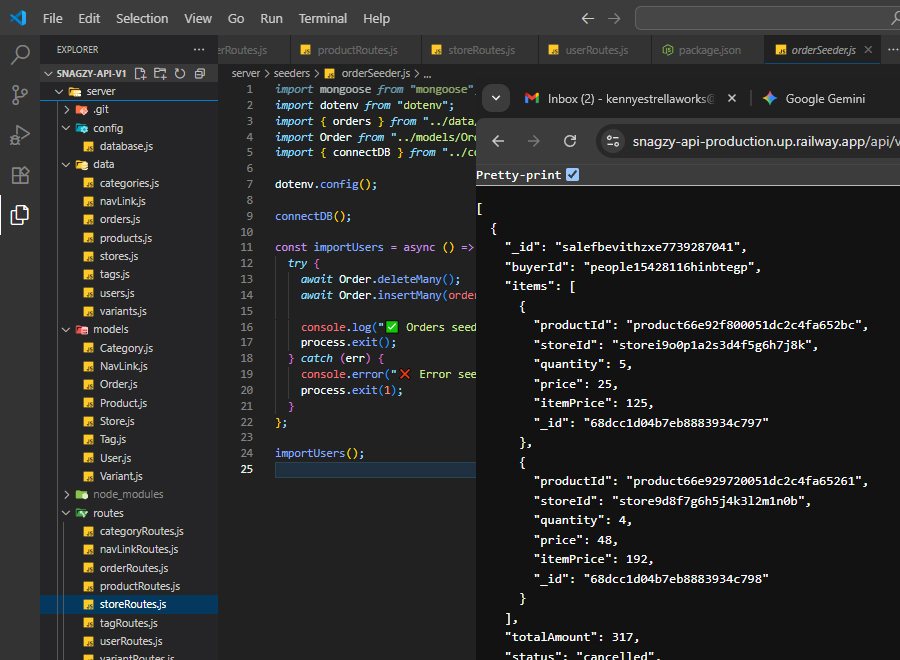 File Edit Selection View Go Run Terminal Help
EXPLORER
SNAGZY-API-V1
server
.git
config
database.js
data
categories.js
navLink.js
orders.js
products.js
stores.js
tags.js
users.js
variants.js
models
Category.js
NavLink.js
Order.js
Product.js
Store.js
Tag.js
User.js
Variant.js
node_modules
routes
categoryRoutes.js
navLinkRoutes.js
orderRoutes.js
productRoutes.js
storeRoutes.js
tagRoutes.js
userRoutes.js
variantRoutes.js
erRoutes.js productRoutes.js storeRoutes.js userRoutes.js package.json orderSeeder.js
server > seeders > orderSeeder.js > ...
1 import mongoose from "mongoose"
2 import dotenv from "dotenv";
3 import { orders } from "../data/
4 import Order from "../models/Or
5 import { connectDB } from "../co
6
7 dotenv.config();
8
9 connectDB();
10
11 const importUsers = async () =>
12 try {
13 await Order.deleteMany();
14 await Order.insertMany(order
15
16 console.log("✅ Orders seed
17 process.exit();
18 } catch (err) {
19 console.error("❌ Error see
20 process.exit(1);
21 }
22 };
23
24 importUsers();
25
Inbox (2) - kennyestrellaworks@ Google Gemini
snagzy-api-production.up.railway.app/api/v
Pretty-print
[
{
"_id": "salefbevithzxe7739287041",
"buyerId": "people15428116hinbtegp",
"items": [
{
"productId": "product66e92f800051dc2c4fa652bc",
"storeId": "storei9o0p1a2s3d4f5g6h7j8k",
"quantity": 5,
"price": 25,
"itemPrice": 125,
"_id": "68dcc1d04b7eb8883934c797"
},
{
"productId": "product66e929720051dc2c4fa65261",
"storeId": "store9d8f7g6h5j4k3l2m1n0b",
"quantity": 4,
"price": 48,
"itemPrice": 192,
"_id": "68dcc1d04b7eb8883934c798"
}
],
"totalAmount": 317,
"status": "cancelled",